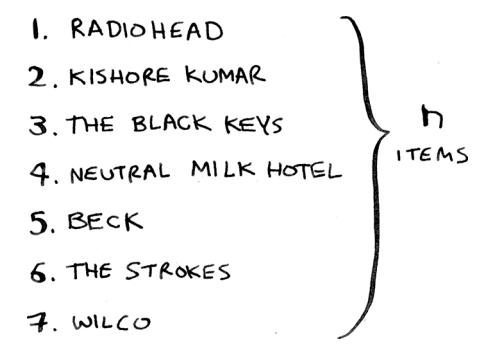 1. RADIOHEAD
2. KISHORE KUMAR
3. THE BLACK KEYS
4. NEUTRAL MILK HOTEL
5. BECK
6. THE STROKES
7. WILCO
n
ITEMS